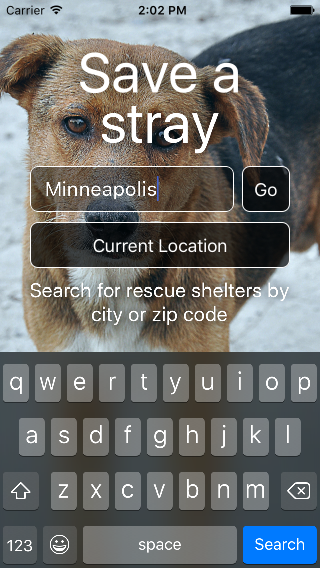 Carrier 2:02 PM
Save a
stray
Minneapolis Go
Current Location
Search for rescue shelters by
city or zip code
q w e r t y u i o p
a s d f g h j k l
z x c v b n m
123 space Search